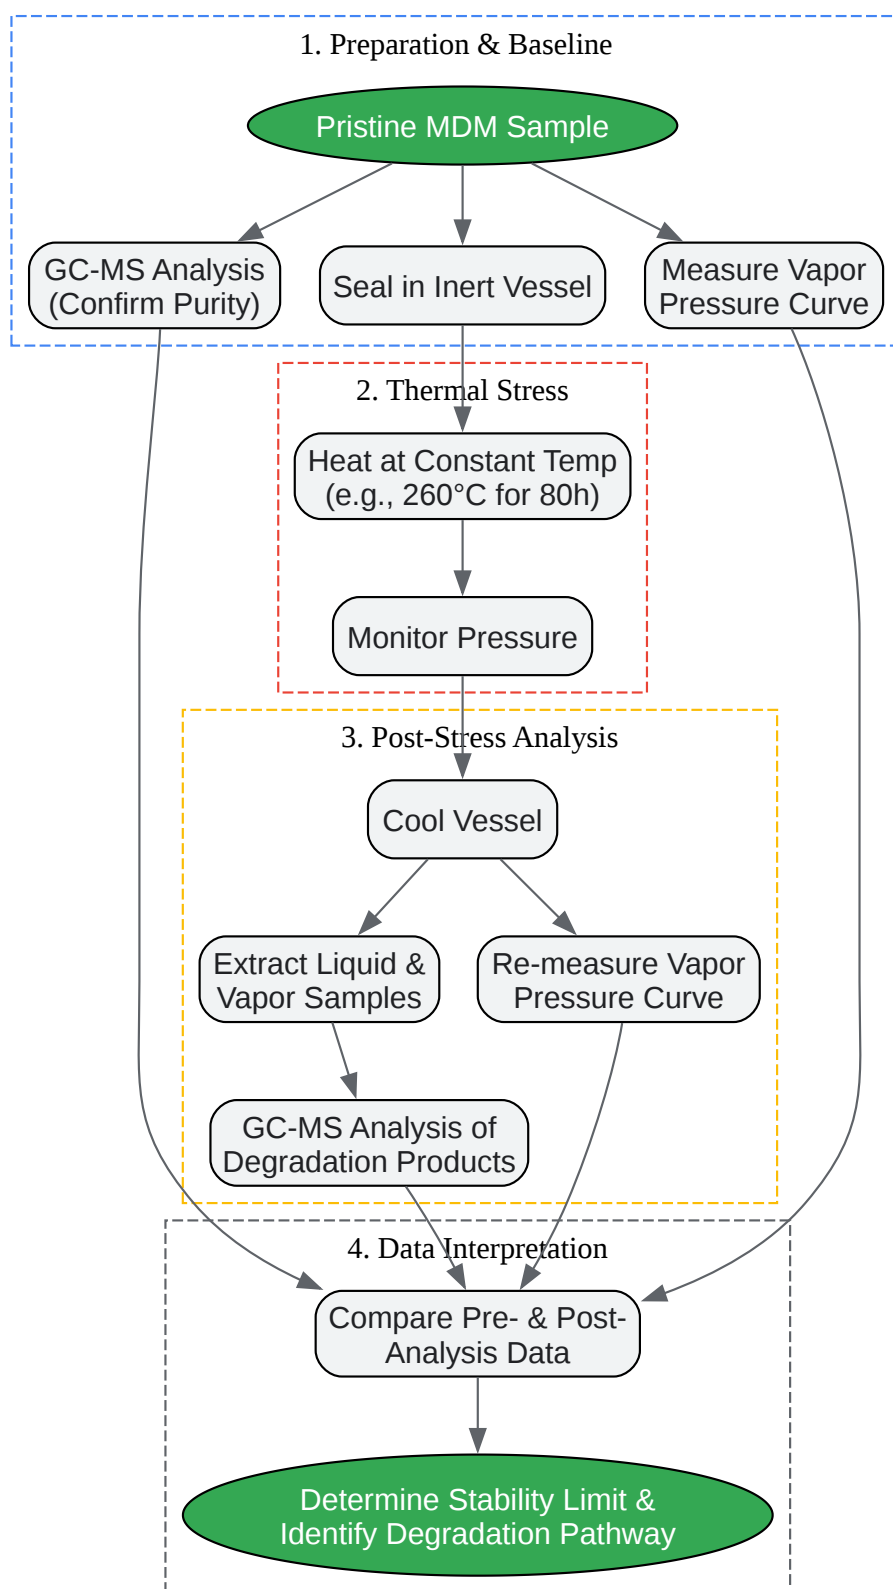 1. Preparation & Baseline
Pristine MDM Sample
GC-MS Analysis
(Confirm Purity)
Seal in Inert Vessel
Measure Vapor
Pressure Curve
2. Thermal Stress
Heat at Constant Temp
(e.g., 260°C for 80h)
Monitor Pressure
3. Post-Stress Analysis
Cool Vessel
Extract Liquid &
Vapor Samples
Re-measure Vapor
Pressure Curve
GC-MS Analysis of
Degradation Products
4. Data Interpretation
Compare Pre- & Post-
Analysis Data
Determine Stability Limit &
Identify Degradation Pathway